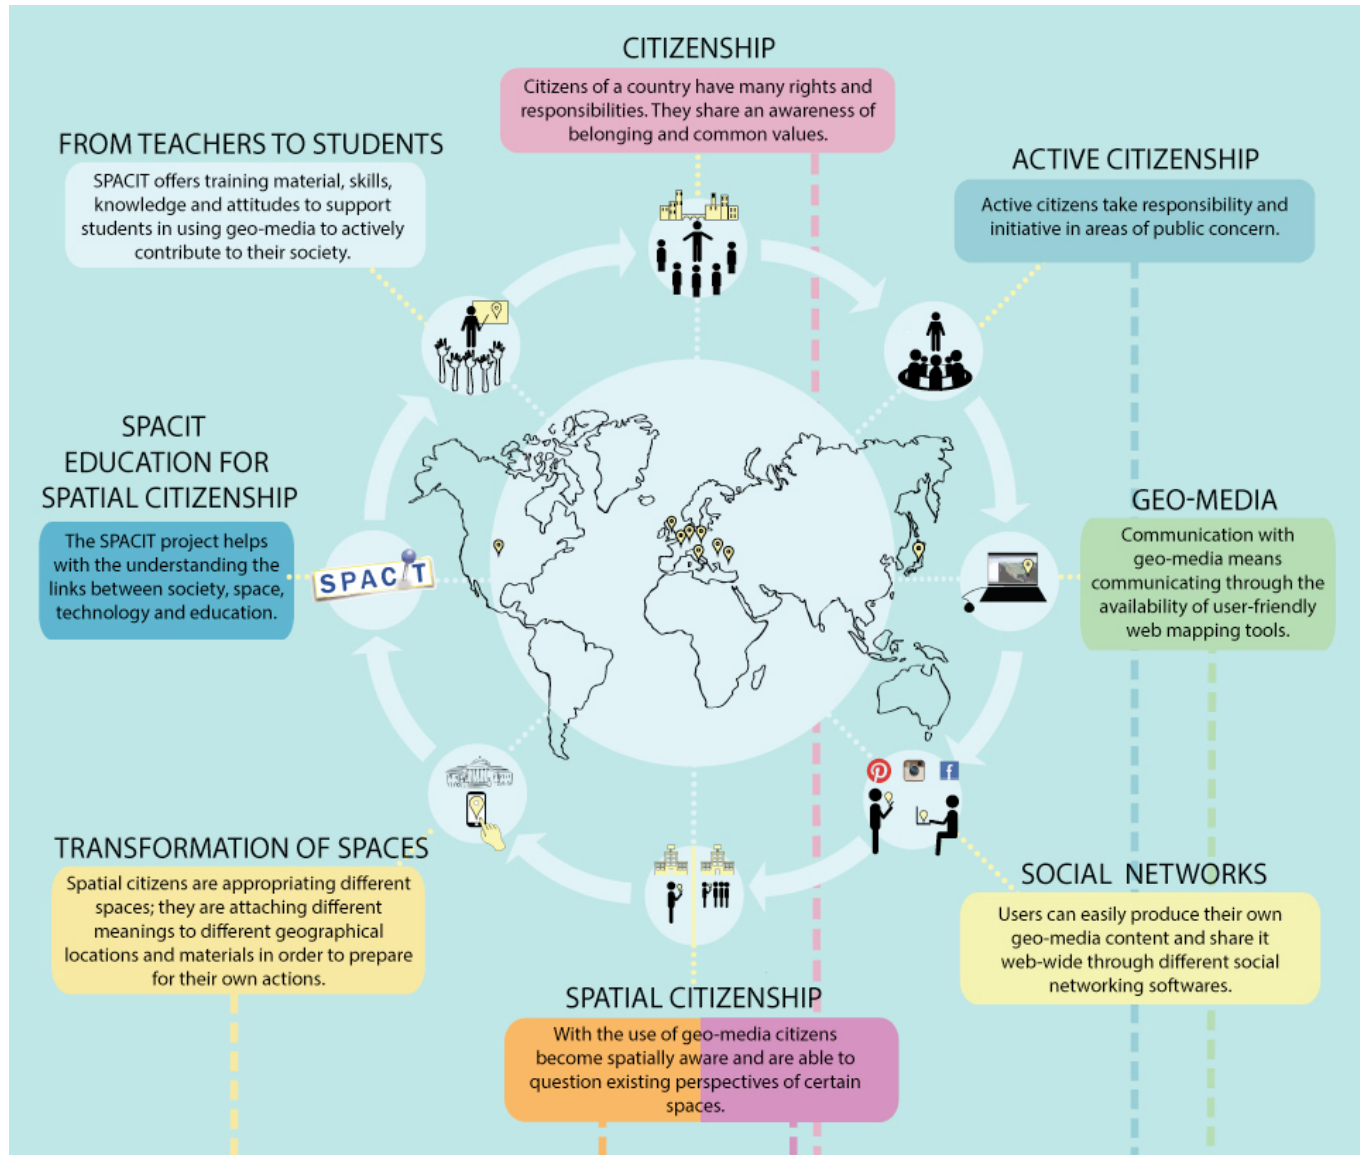 CITIZENSHIP
Citizens of a country have many rights and
responsibilities. They share an awareness of
belonging and common values.
FROM TEACHERS TO STUDENTS
SPACIT offers training material, skills,
knowledge and attitudes to support
students in using geo-media to actively
contribute to their society.
ACTIVE CITIZENSHIP
Active citizens take responsibility and
initiative in areas of public concern.
SPACIT
EDUCATION FOR
SPATIAL CITIZENSHIP
The SPACIT project helps
with the understanding the
links between society, space,
technology and education.
SPACIT
GEO-MEDIA
Communication with
geo-media means
communicating through the
availability of user-friendly
web mapping tools.
TRANSFORMATION OF SPACES
Spatial citizens are appropriating different
spaces; they are attaching different
meanings to different geographical
locations and materials in order to prepare
for their own actions.
SOCIAL NETWORKS
Users can easily produce their own
geo-media content and share it
web-wide through different social
networking softwares.
SPATIAL CITIZENSHIP
With the use of geo-media citizens
become spatially aware and are able to
question existing perspectives of certain
spaces.